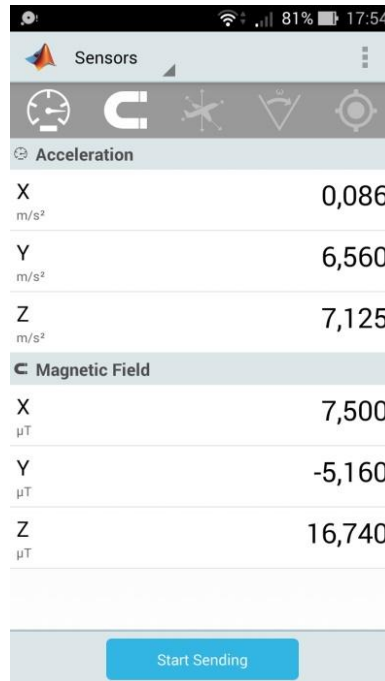 81% 17:54
Sensors
Acceleration
X 0,086
m/s²
Y 6,560
m/s²
Z 7,125
m/s²
Magnetic Field
X 7,500
µT
Y -5,160
µT
Z 16,740
µT
Start Sending